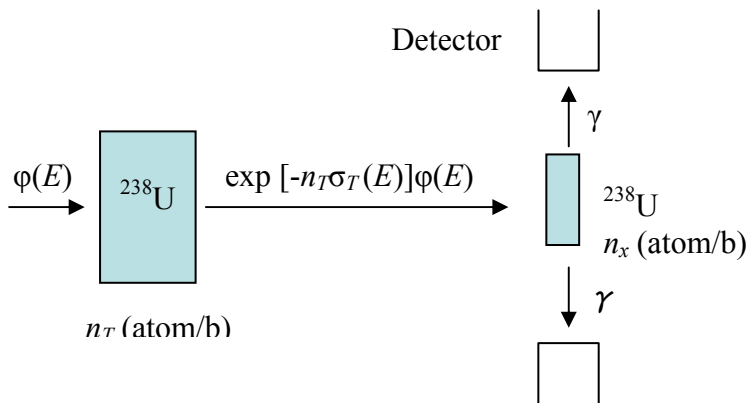 Detector
γ
φ(E)
²³⁸U
exp [-n_Tσ_T(E)]φ(E)
²³⁸U
n_x (atom/b)
γ
n_T (atom/b)